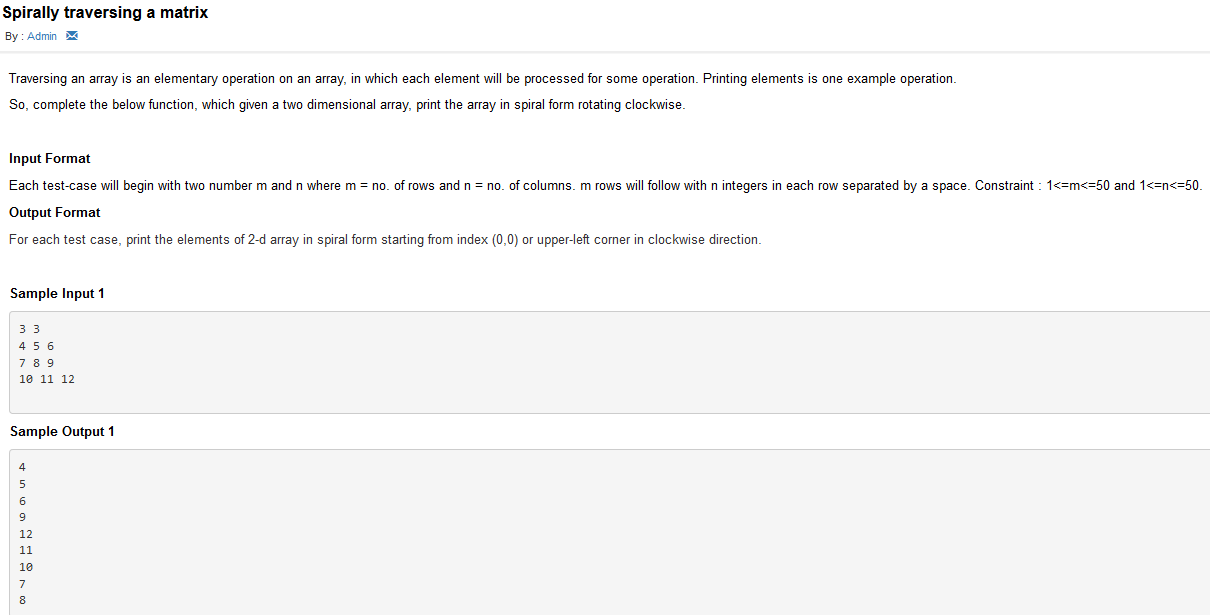 Spirally traversing a matrix
By : Admin
Traversing an array is an elementary operation on an array, in which each element will be processed for some operation. Printing elements is one example operation.
So, complete the below function, which given a two dimensional array, print the array in spiral form rotating clockwise.
Input Format
Each test-case will begin with two number m and n where m = no. of rows and n = no. of columns. m rows will follow with n integers in each row separated by a space. Constraint : 1<=m<=50 and 1<=n<=50.
Output Format
For each test case, print the elements of 2-d array in spiral form starting from index (0,0) or upper-left corner in clockwise direction.
Sample Input 1
3 3
4 5 6
7 8 9
10 11 12
Sample Output 1
4
5
6
9
12
11
10
7
8